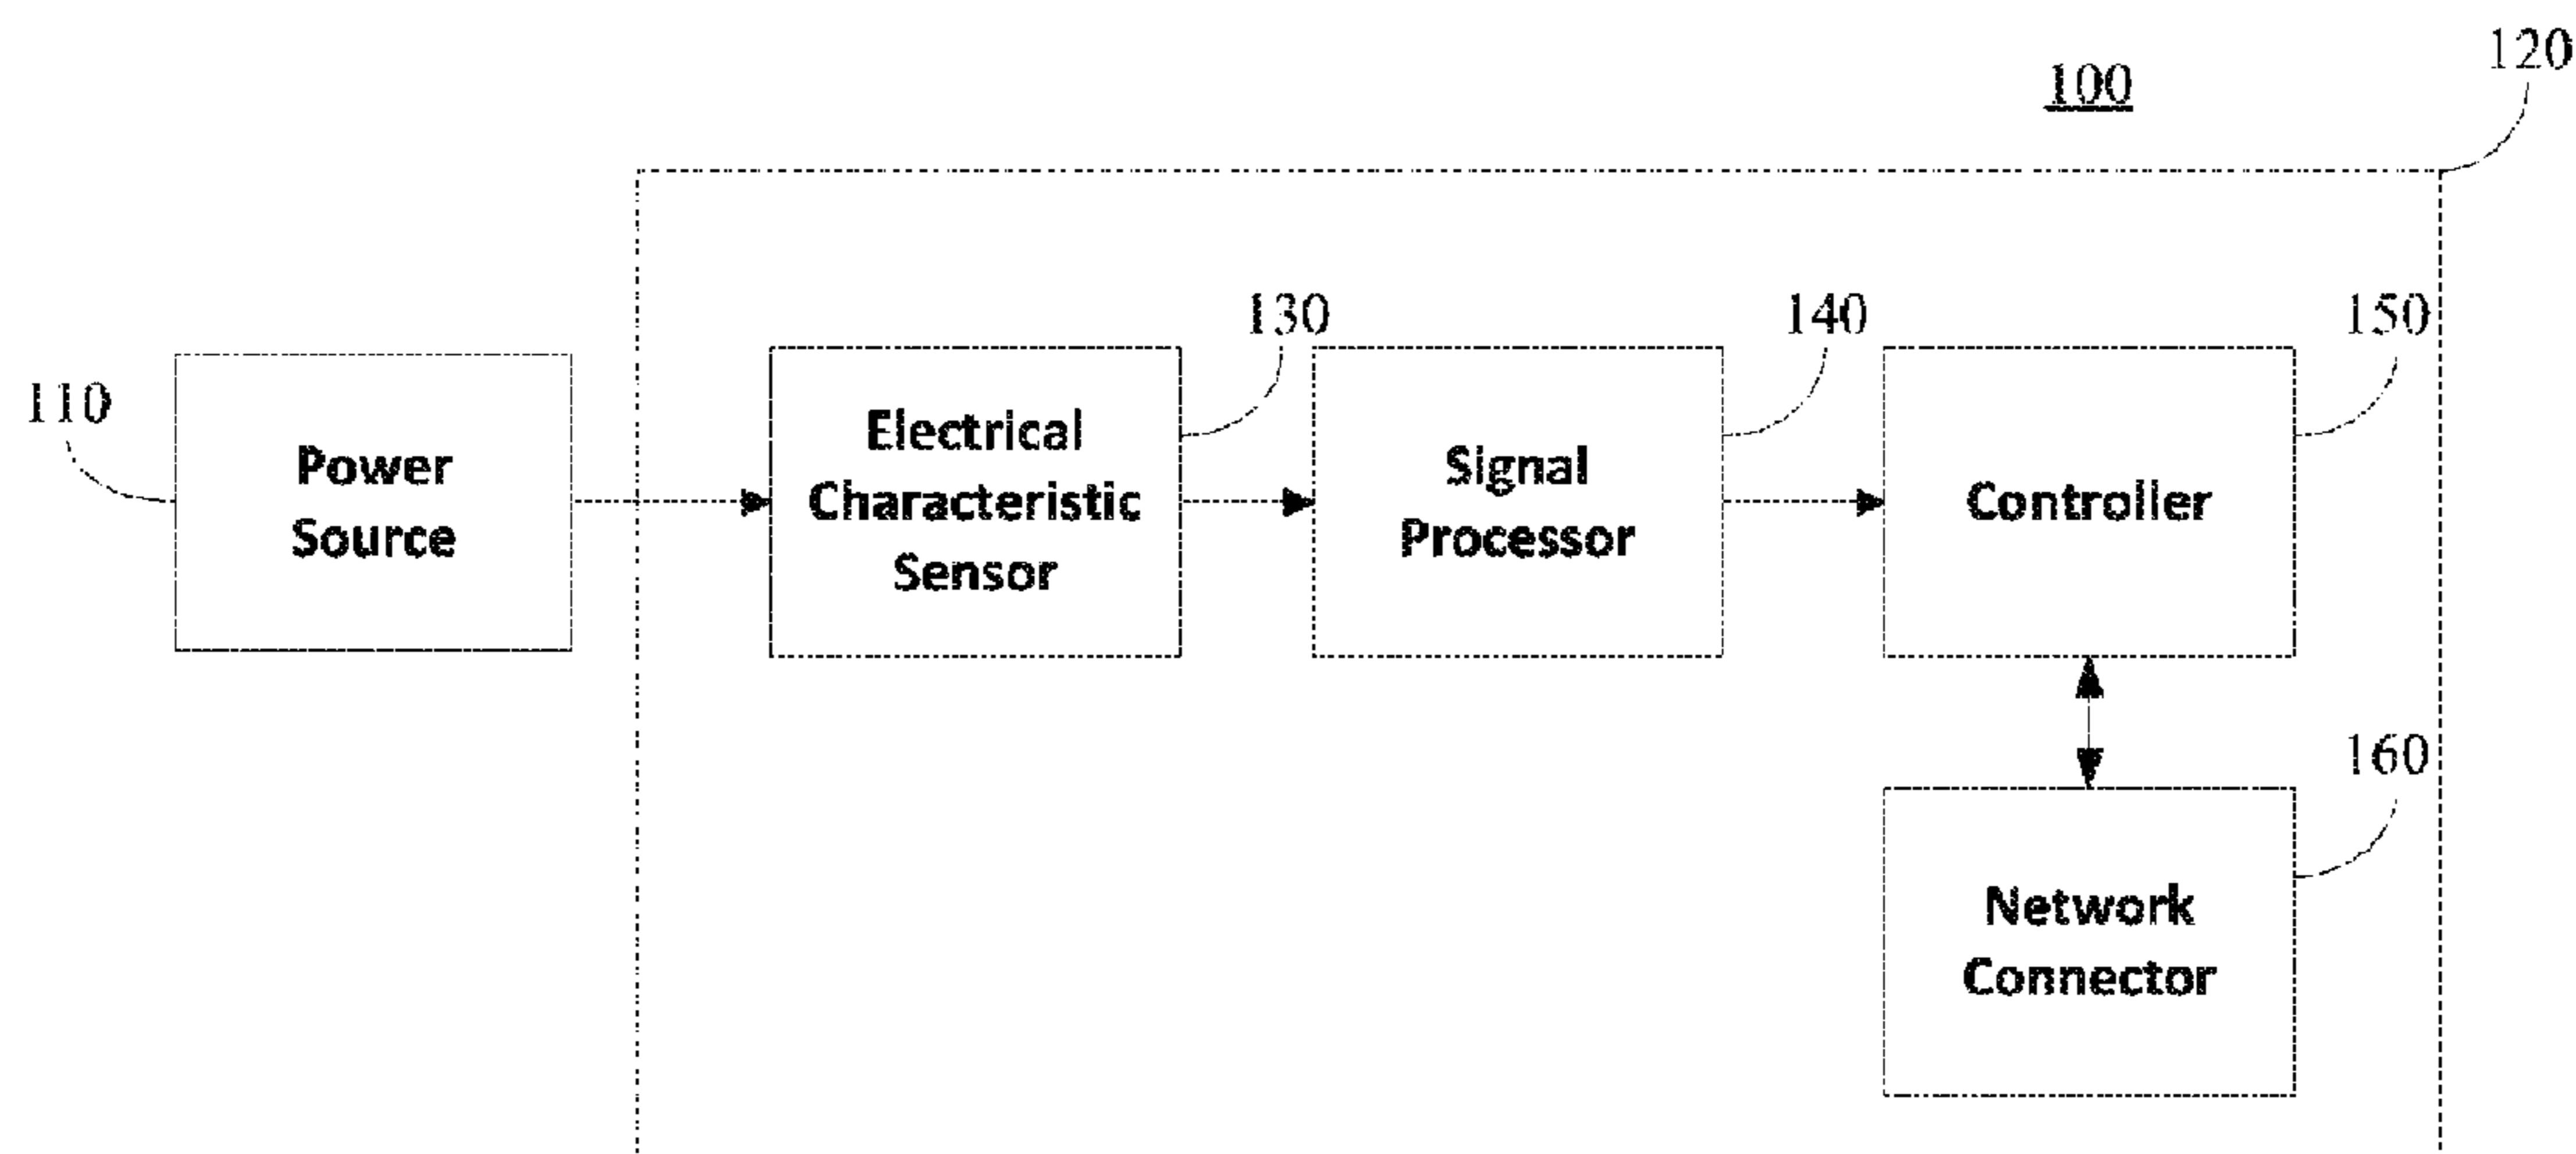 120
100
130
140
150
110
Power
Source
Electrical
Characteristic
Sensor
Signal
Processor
Controller
160
Network
Connector